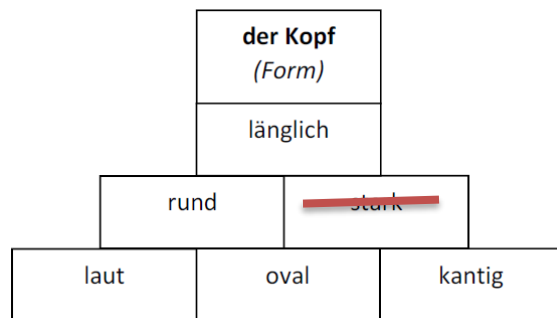 der Kopf
(Form)
länglich
rund stark
laut oval kantig